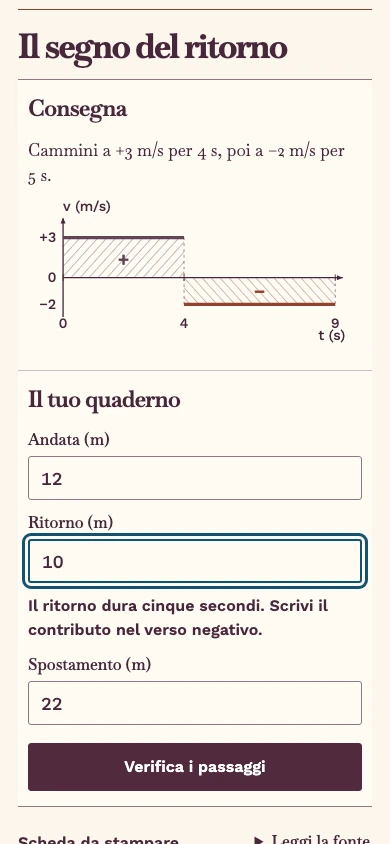 Il segno del ritorno
Consegna
Cammini a +3 m/s per 4 s, poi a −2 m/s per
5 s.
v (m/s)
+3
+
0
−
−2
0
4
9
t (s)
Il tuo quaderno
Andata (m)
12
Ritorno (m)
10
Il ritorno dura cinque secondi. Scrivi il
contributo nel verso negativo.
Spostamento (m)
22
Verifica i passaggi
Scheda da stampare
▶ Leggi la fonte